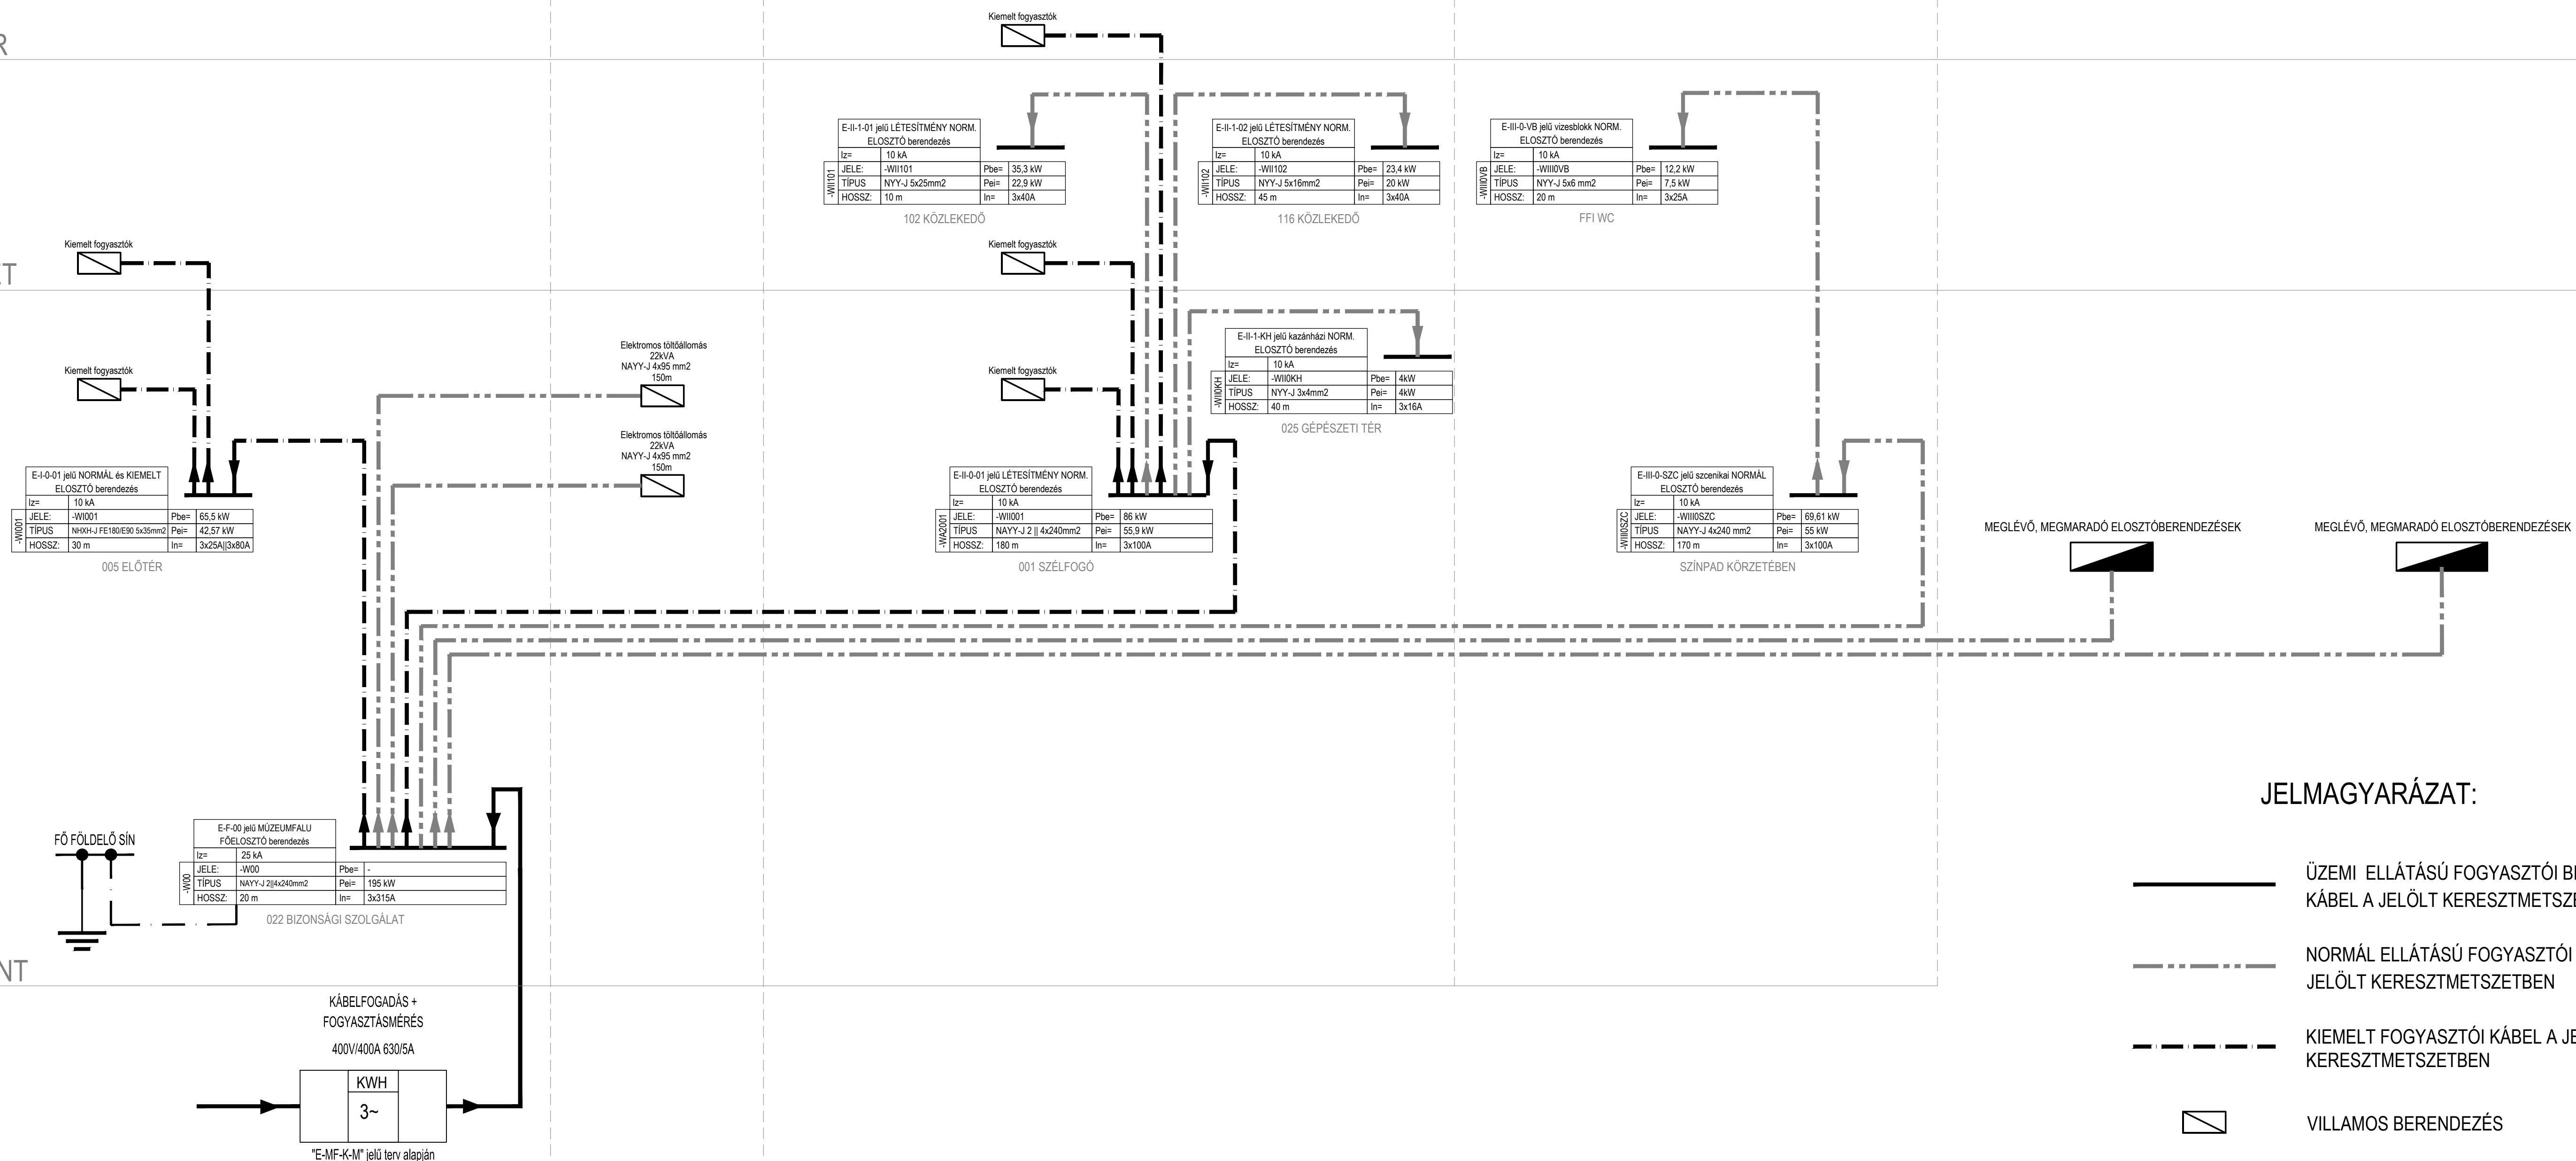 R
Kiemelt fogyasztók
E-II-1-01 jelű LÉTESÍTMÉNY NORM.
ELOSZTÓ berendezés
Iz= 10 kA
-WII101
JELE: -WII101 Pbe= 35,3 kW
TÍPUS NYY-J 5x25mm2 Pei= 22,9 kW
HOSSZ: 10 m In= 3x40A
102 KÖZLEKEDŐ
E-II-1-02 jelű LÉTESÍTMÉNY NORM.
ELOSZTÓ berendezés
Iz= 10 kA
-WII102
JELE: -WII102 Pbe= 23,4 kW
TÍPUS NYY-J 5x16mm2 Pei= 20 kW
HOSSZ: 45 m In= 3x40A
116 KÖZLEKEDŐ
E-III-0-VB jelű vizesblokk NORM.
ELOSZTÓ berendezés
Iz= 10 kA
-WIII0VB
JELE: -WIII0VB Pbe= 12,2 kW
TÍPUS NYY-J 5x6 mm2 Pei= 7,5 kW
HOSSZ: 20 m In= 3x25A
FFI WC
Kiemelt fogyasztók
Kiemelt fogyasztók
ET
Kiemelt fogyasztók
Elektromos töltőállomás
22kVA
NAYY-J 4x95 mm2
150m
Kiemelt fogyasztók
E-II-1-KH jelű kazánházi NORM.
ELOSZTÓ berendezés
Iz= 10 kA
-WII0KH
JELE: -WII0KH Pbe= 4kW
TÍPUS NYY-J 3x4mm2 Pei= 4kW
HOSSZ: 40 m In= 3x16A
025 GÉPÉSZETI TÉR
Elektromos töltőállomás
22kVA
NAYY-J 4x95 mm2
150m
E-I-0-01 jelű NORMÁL és KIEMELT
ELOSZTÓ berendezés
Iz= 10 kA
-WI001
JELE: -WI001 Pbe= 65,5 kW
TÍPUS NHXH-J FE180/E90 5x35mm2 Pei= 42,57 kW
HOSSZ: 30 m In= 3x25A||3x80A
005 ELŐTÉR
E-II-0-01 jelű LÉTESÍTMÉNY NORM.
ELOSZTÓ berendezés
Iz= 10 kA
-WA2001
JELE: -WII001 Pbe= 86 kW
TÍPUS NAYY-J 2 || 4x240mm2 Pei= 55,9 kW
HOSSZ: 180 m In= 3x100A
001 SZÉLFOGÓ
E-III-0-SZC jelű szcenikai NORMÁL
ELOSZTÓ berendezés
Iz= 10 kA
-WIII0SZC
JELE: -WIII0SZC Pbe= 69,61 kW
TÍPUS NAYY-J 4x240 mm2 Pei= 55 kW
HOSSZ: 170 m In= 3x100A
SZÍNPAD KÖRZETÉBEN
MEGLÉVŐ, MEGMARADÓ ELOSZTÓBERENDEZÉSEK
MEGLÉVŐ, MEGMARADÓ ELOSZTÓBERENDEZÉSEK
FŐ FÖLDELŐ SÍN
E-F-00 jelű MÚZEUMFALU
FŐELOSZTÓ berendezés
Iz= 25 kA
-W00
JELE: -W00 Pbe= -
TÍPUS NAYY-J 2||4x240mm2 Pei= 195 kW
HOSSZ: 20 m In= 3x315A
022 BIZONSÁGI SZOLGÁLAT
NT
KÁBELFOGADÁS +
FOGYASZTÁSMÉRÉS
400V/400A 630/5A
KWH
3~
"E-MF-K-M" jelű terv alapján
JELMAGYARÁZAT:
ÜZEMI ELLÁTÁSÚ FOGYASZTÓI
KÁBEL A JELÖLT
NORMÁL ELLÁTÁSÚ FOGYASZTÓI
JELÖLT KERESZTMETSZETBEN
KIEMELT FOGYASZTÓI KÁBEL A
KERESZTMETSZETBEN
VILLAMOS BERENDEZÉS